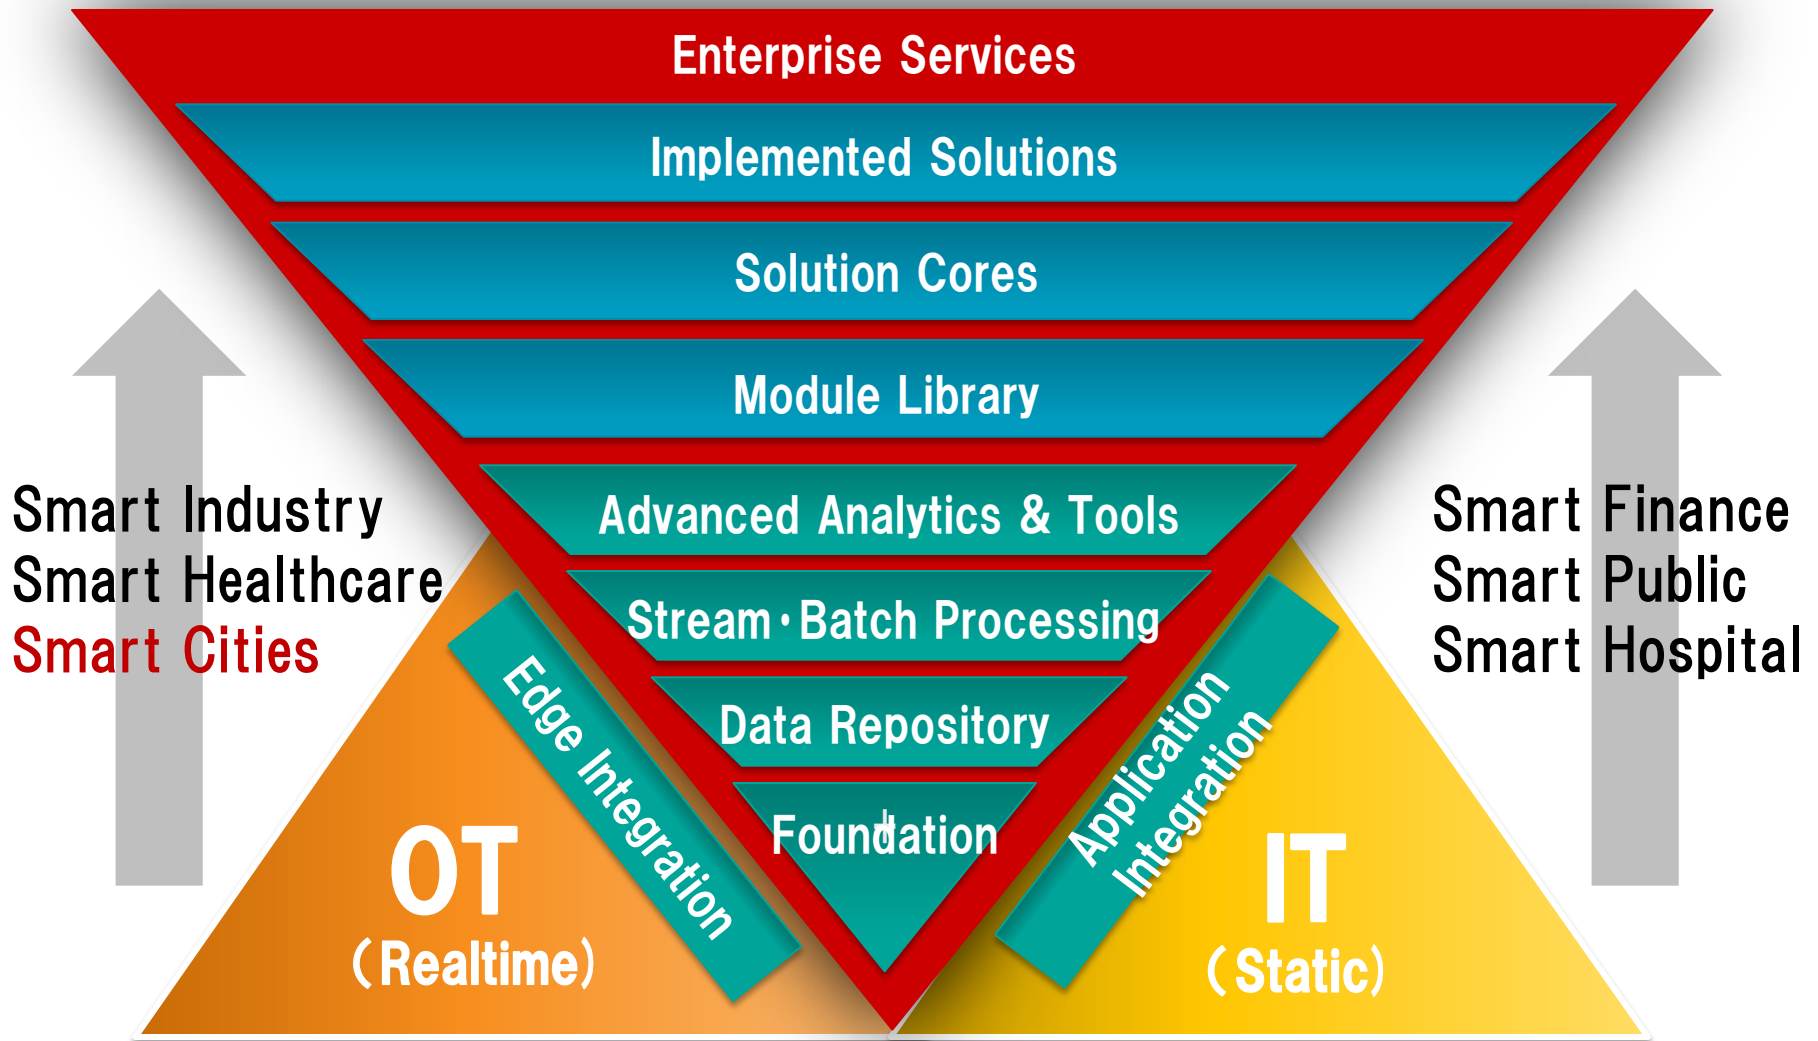 Enterprise Services
Implemented Solutions
Solution Cores
Module Library
Advanced Analytics & Tools
Stream・Batch Processing
Data Repository
Foundation
Smart Industry
Smart Healthcare
Smart Cities
Smart Finance
Smart Public
Smart Hospital
Edge Integration
Application
Integration
OT
（Realtime）
IT
（Static）